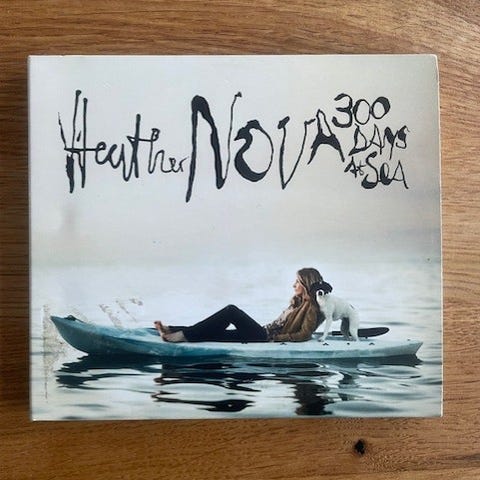 Heather NOVA
300
DAYS
At SEA